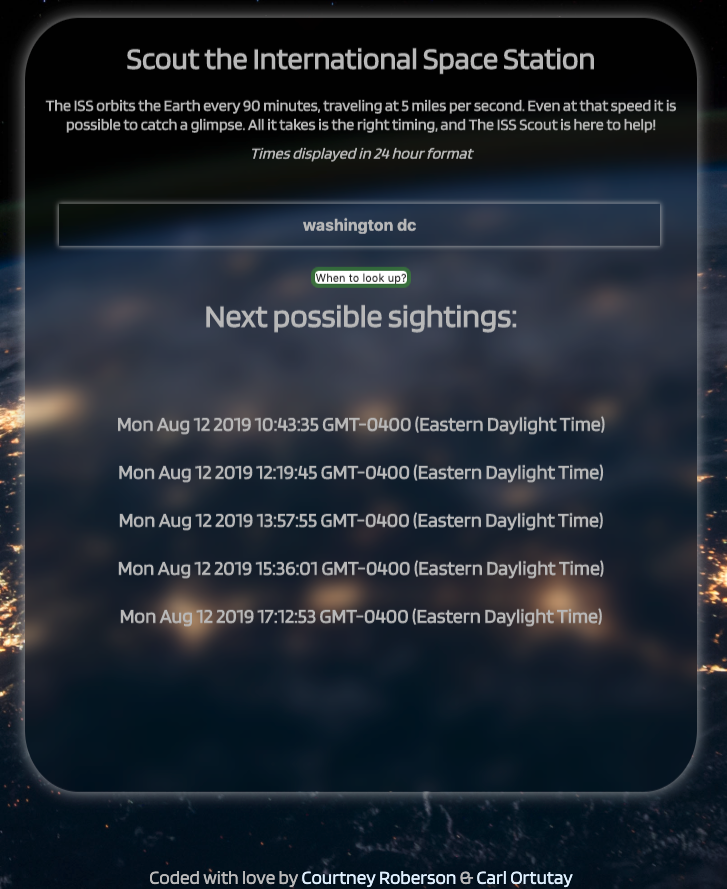 Scout the International Space Station
The ISS orbits the Earth every 90 minutes, traveling at 5 miles per second. Even at that speed it is
possible to catch a glimpse. All it takes is the right timing, and The ISS Scout is here to help!
Times displayed in 24 hour format
washington dc
When to look up?
Next possible sightings:
Mon Aug 12 2019 10:43:35 GMT-0400 (Eastern Daylight Time)
Mon Aug 12 2019 12:19:45 GMT-0400 (Eastern Daylight Time)
Mon Aug 12 2019 13:57:55 GMT-0400 (Eastern Daylight Time)
Mon Aug 12 2019 15:36:01 GMT-0400 (Eastern Daylight Time)
Mon Aug 12 2019 17:12:53 GMT-0400 (Eastern Daylight Time)
Coded with love by Courtney Roberson & Carl Ortutay